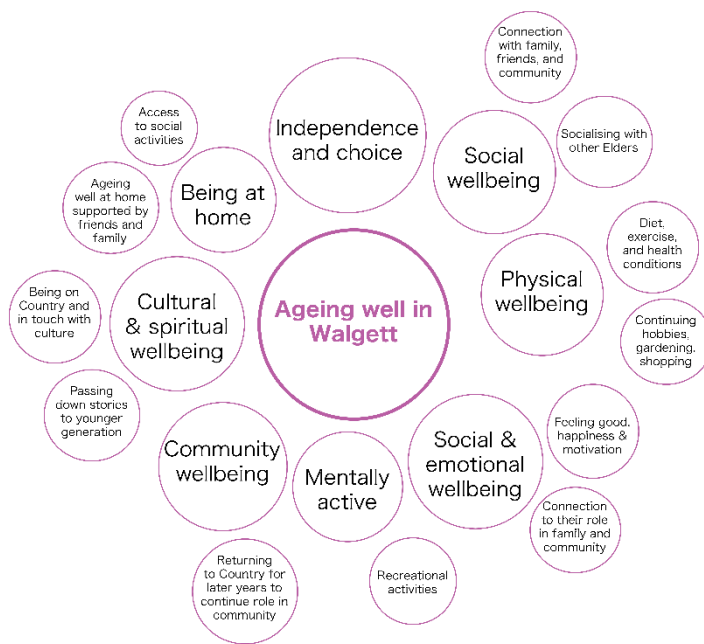 Connection
with family,
friends, and
community
Access
to social
activities
Independence
and choice
Social
wellbeing
Socialising with
other Elders
Ageing
well at home
supported by
friends and
family
Being at
home
Diet,
exercise,
and health
conditions
Being on
Country and
in touch with
culture
Cultural
& spiritual
wellbeing
Ageing well in
Walgett
Physical
wellbeing
Continuing
hobbies,
gardening,
shopping
Passing
down stories
to younger
generation
Community
wellbeing
Mentally
active
Social &
emotional
wellbeing
Feeling good,
happiness &
motivation
Connection
to their role
in family and
community
Returning
to Country for
later years to
continue role in
community
Recreational
activities